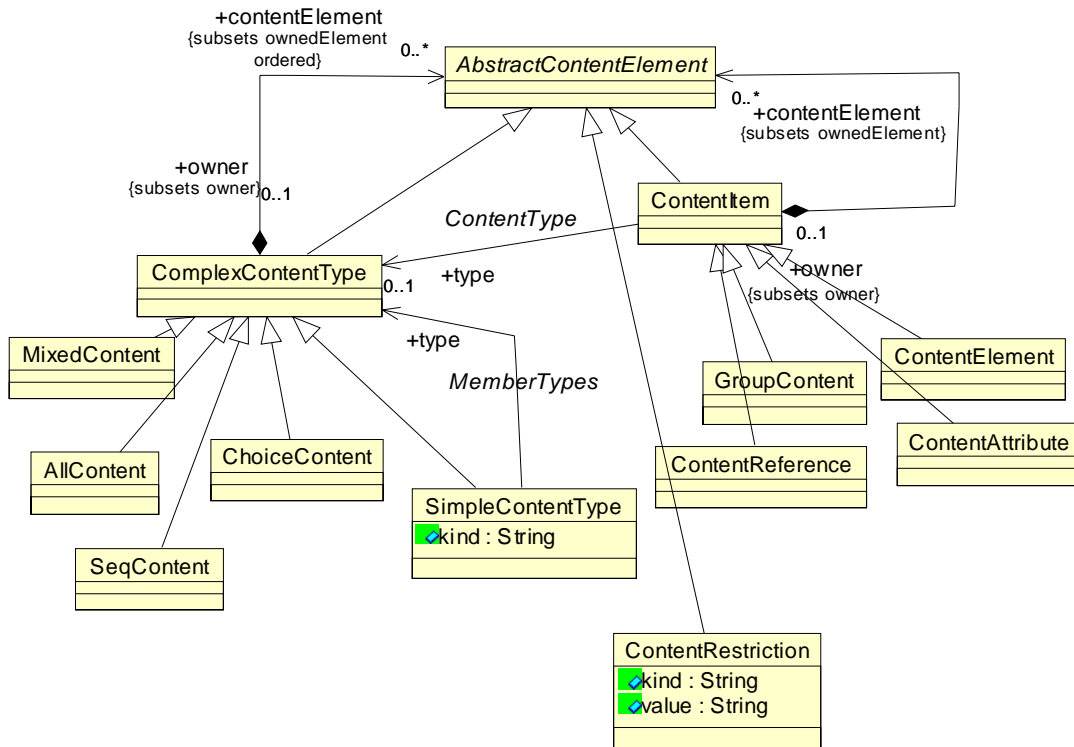 +contentElement
{subsets ownedElement
ordered}
0..*
AbstractContentElement
0..*
+contentElement
{subsets ownedElement}
+owner
{subsets owner}
0..1
ContentItem
ContentType
0..1
ComplexContentType
0..1
+type
+owner
{subsets owner}
+type
MixedContent
ContentElement
GroupContent
MemberTypes
ContentAttribute
ChoiceContent
AllContent
ContentReference
SimpleContentType
kind : String
SeqContent
ContentRestriction
kind : String
value : String